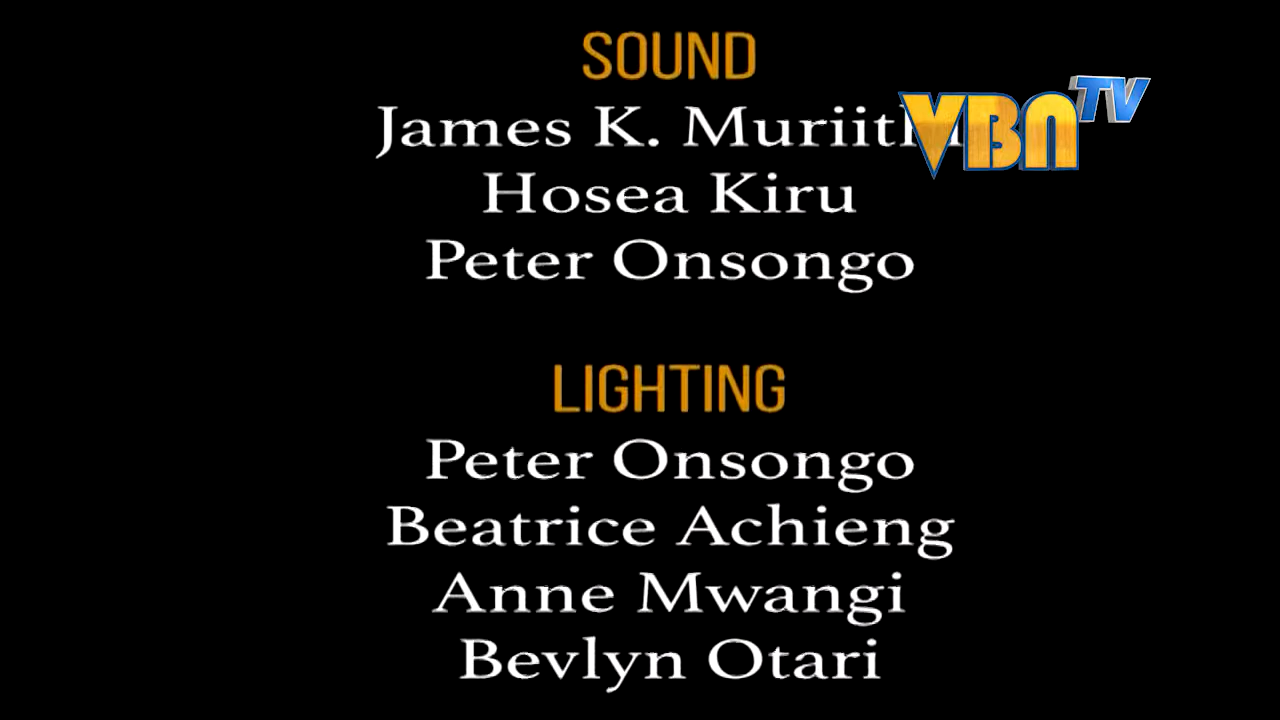 SOUND
VBN TV
James K.
Hosea Kiru
Peter Onsongo
LIGHTING
Peter Onsongo
Beatrice Achieng
Anne Mwangi
Bevlyn Otari